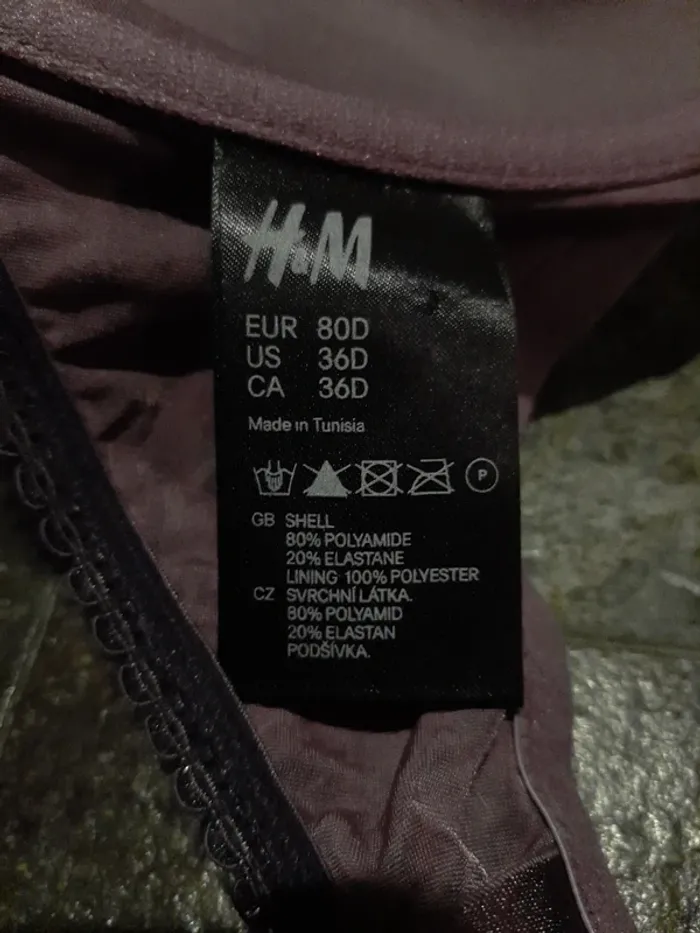 H&M
EUR 80D
US 36D
CA 36D
Made in Tunisia
P
GB SHELL
80% POLYAMIDE
20% ELASTANE
LINING 100% POLYESTER
CZ SVRCHNÍ LÁTKA.
80% POLYAMID
20% ELASTAN
PODŠÍVKA.